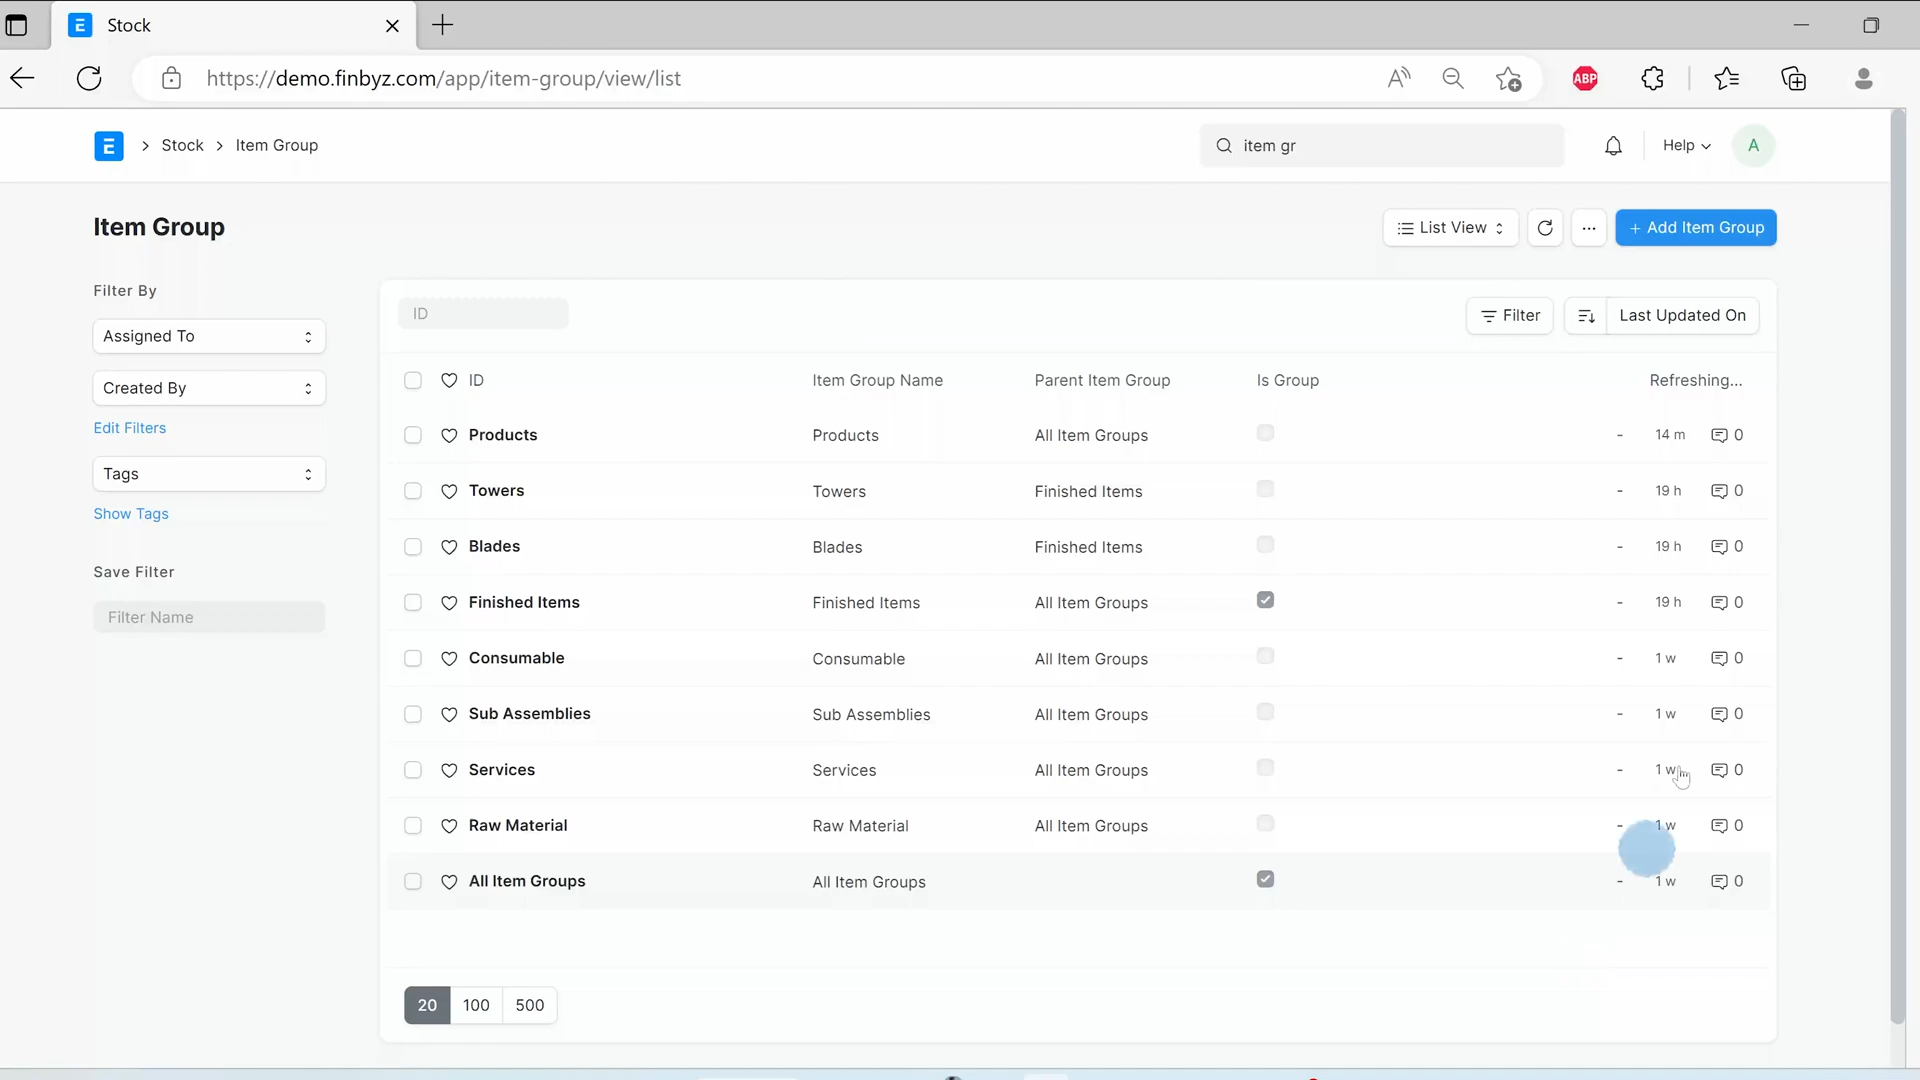 Stock
https://demo.finbyz.com/app/item-group/view/list
ABP
E > Stock > Item Group
item gr
Help
A
Item Group
List View
+ Add Item Group
Filter By
Assigned To
Created By
Edit Filters
Tags
Show Tags
Save Filter
Filter Name
ID
Filter
Last Updated On
ID Item Group Name Parent Item Group Is Group Refreshing...
Products Products All Item Groups - 14 m 0
Towers Towers Finished Items - 19 h 0
Blades Blades Finished Items - 19 h 0
Finished Items Finished Items All Item Groups - 19 h 0
Consumable Consumable All Item Groups - 1 w 0
Sub Assemblies Sub Assemblies All Item Groups - 1 w 0
Services Services All Item Groups - 1 w 0
Raw Material Raw Material All Item Groups - 1 w 0
All Item Groups All Item Groups - 1 w 0
20 100 500